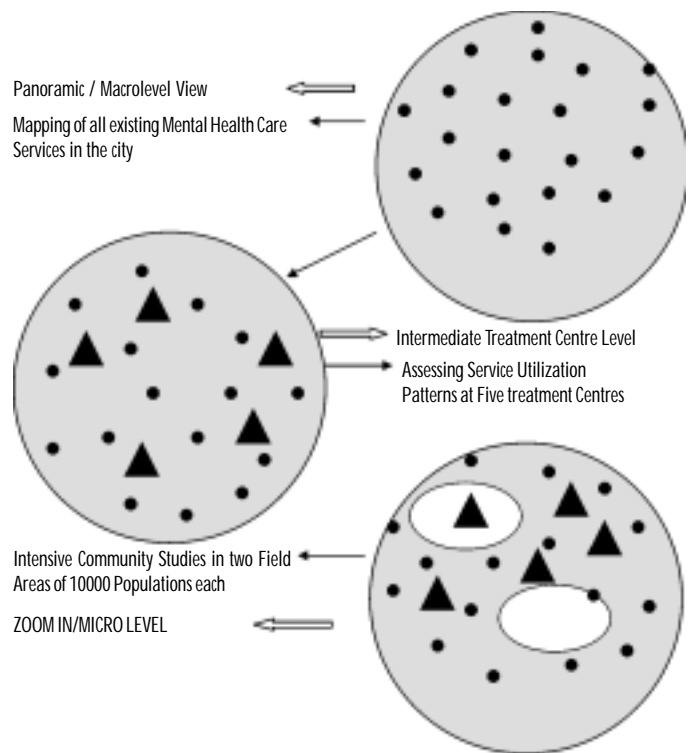 Panoramic / Macrolevel View
Mapping of all existing Mental Health Care
Services in the city
Intermediate Treatment Centre Level
Assessing Service Utilization
Patterns at Five treatment Centres
Intensive Community Studies in two Field
Areas of 10000 Populations each
ZOOM IN/MICRO LEVEL